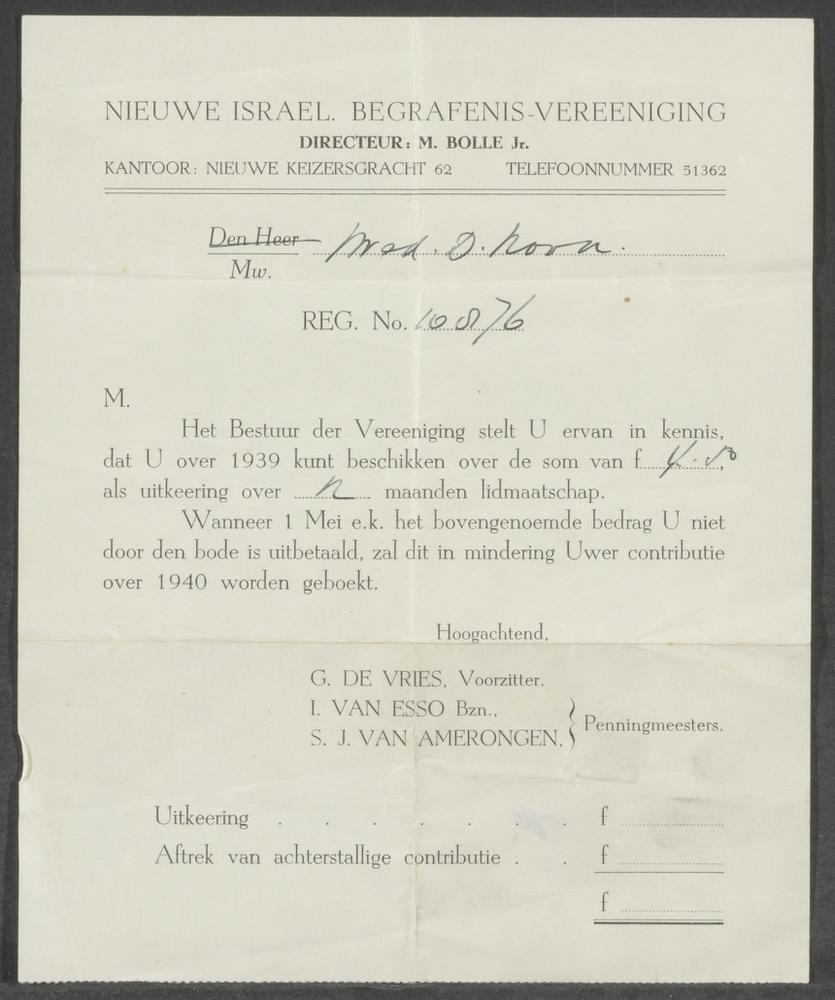 NIEUWE ISRAEL. BEGRAFENIS-VEREENIGING
DIRECTEUR: M. BOLLE Jr.
KANTOOR: NIEUWE KEIZERSGRACHT 62 TELEFOONNUMMER 51362
Den Heer Wed. D. Kova.
Mw.
REG. No. 10876
M.
Het Bestuur der Vereeniging stelt U ervan in kennis,
dat U over 1939 kunt beschikken over de som van f 4.50,
als uitkeering over maanden lidmaatschap.
Wanneer 1 Mei e.k. het bovengenoemde bedrag U niet
door den bode is uitbetaald, zal dit in mindering Uwer contributie
over 1940 worden geboekt.
Hoogachtend,
G. DE VRIES, Voorzitter.
I. VAN ESSO Bzn.,
S. J. VAN AMERONGEN. } Penningmeesters.
Uitkeering . . . . . . . f
Aftrek van achterstallige contributie . . f
f